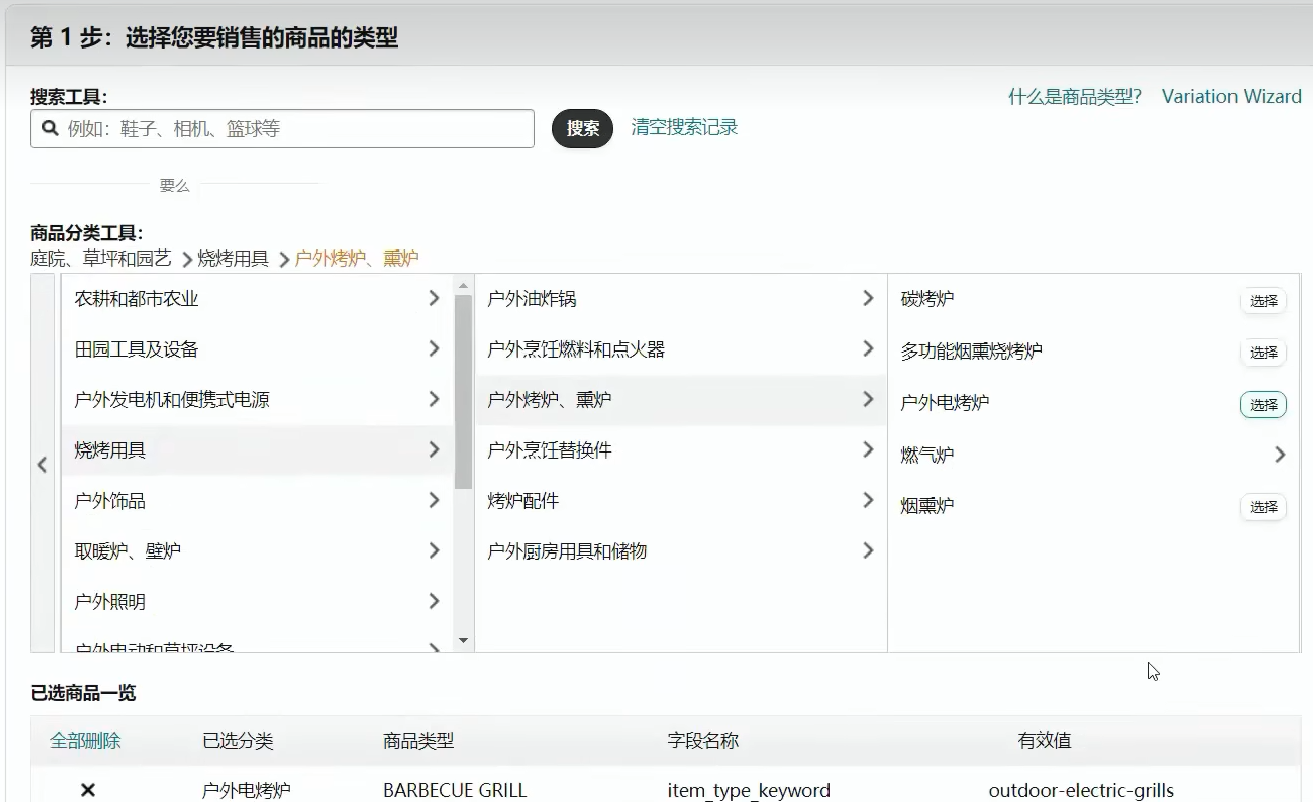 第 1 步：选择您要销售的商品的类型
搜索工具：
什么是商品类型？ Variation Wizard
例如：鞋子、相机、篮球等 搜索 清空搜索记录
要么
商品分类工具：
庭院、草坪和园艺 烧烤用具 户外烤炉、熏炉
农耕和都市农业 户外油炸锅 碳烤炉 选择
田园工具及设备 户外烹饪燃料和点火器 多功能烟熏烧烤炉 选择
户外发电机和便携式电源 户外烤炉、熏炉 户外电烤炉 选择
烧烤用具 户外烹饪替换件 燃气炉
户外饰品 烤炉配件 烟熏炉 选择
取暖炉、壁炉 户外厨房用具和储物
户外照明
户外电动和草坪设备
已选商品一览
全部删除 已选分类 商品类型 字段名称 有效值
户外电烤炉 BARBECUE GRILL item_type_keyword outdoor-electric-grills